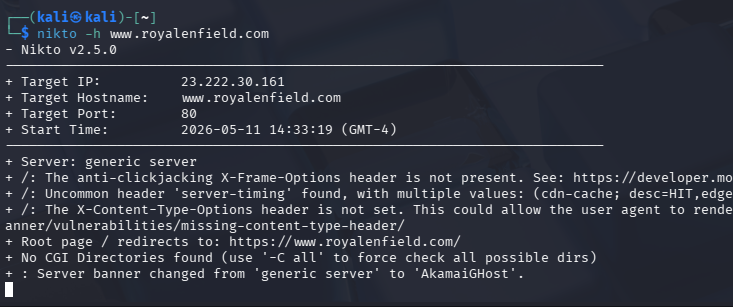 ┌──(kali㉿kali)-[~]
└─$ nikto -h www.royalenfield.com
- Nikto v2.5.0
---------------------------------------------------------------------------
+ Target IP:          23.222.30.161
+ Target Hostname:    www.royalenfield.com
+ Target Port:        80
+ Start Time:         2026-05-11 14:33:19 (GMT-4)
---------------------------------------------------------------------------
+ Server: generic server
+ /: The anti-clickjacking X-Frame-Options header is not present. See: https://developer.mo
+ /: Uncommon header 'server-timing' found, with multiple values: (cdn-cache; desc=HIT,edge
+ /: The X-Content-Type-Options header is not set. This could allow the user agent to rende
anner/vulnerabilities/missing-content-type-header/
+ Root page / redirects to: https://www.royalenfield.com/
+ No CGI Directories found (use '-C all' to force check all possible dirs)
+ : Server banner changed from 'generic server' to 'AkamaiGHost'.